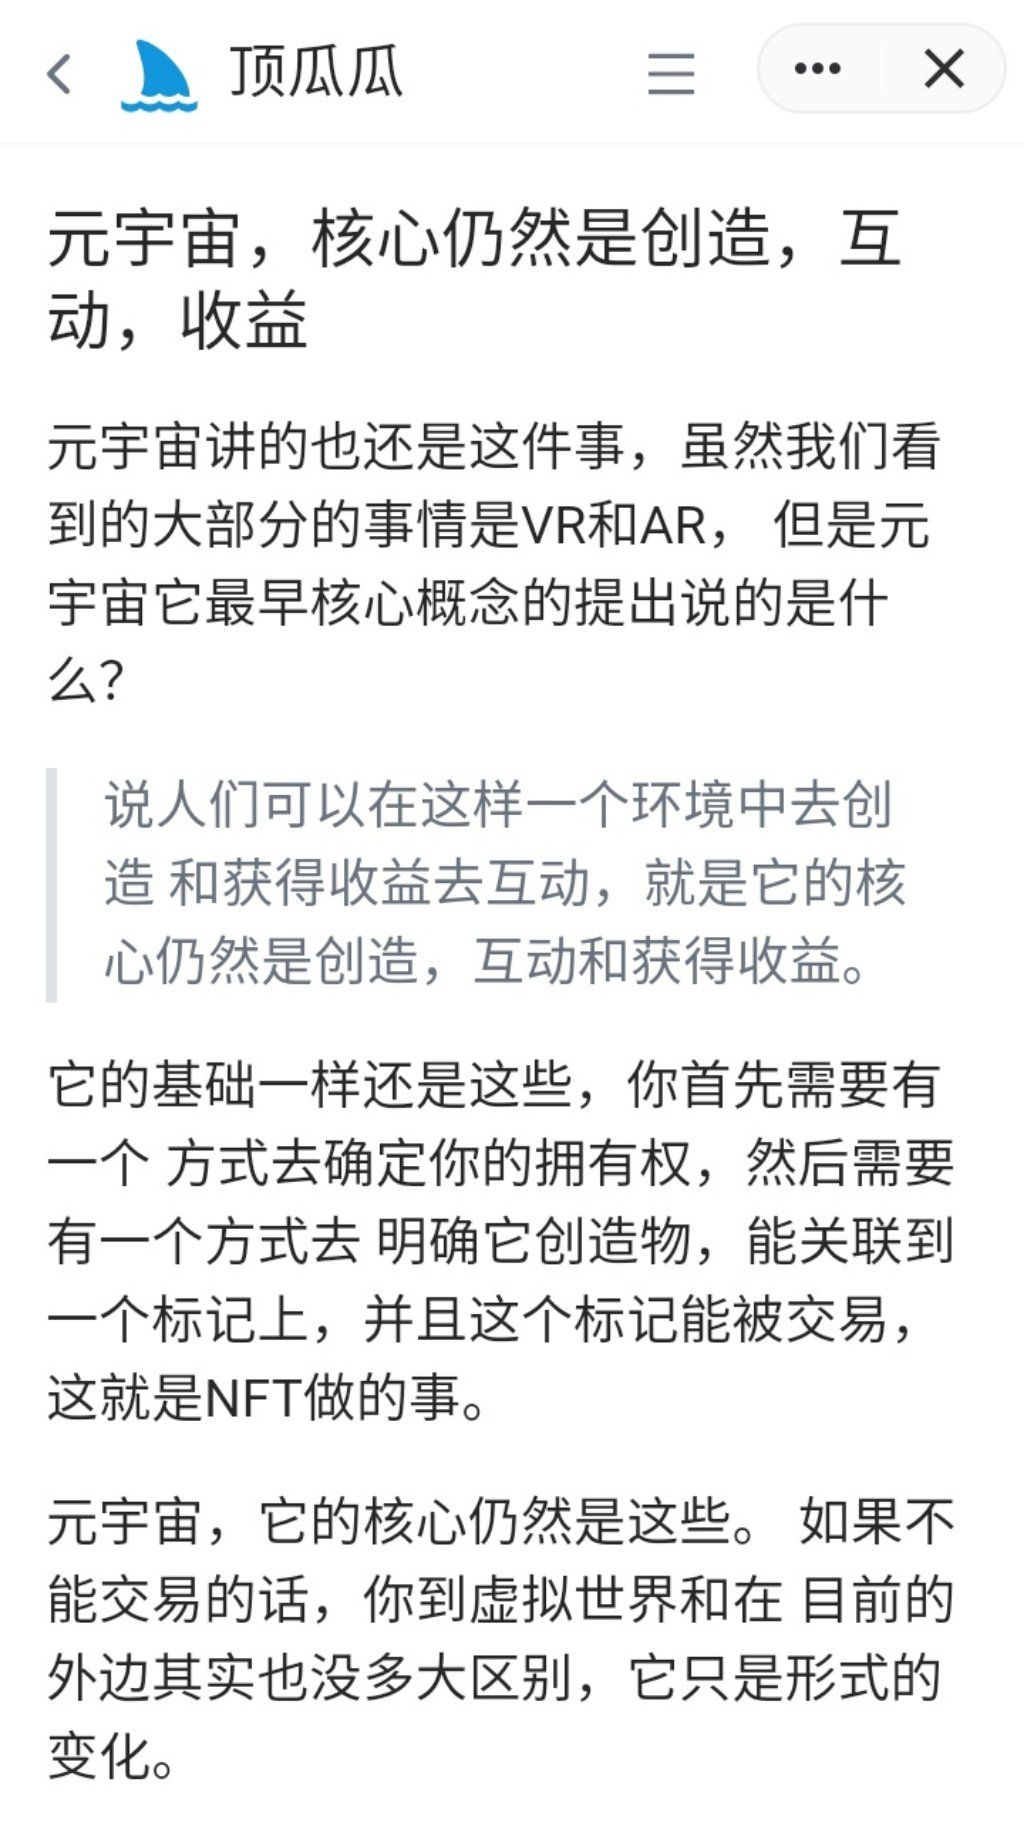 顶瓜瓜
元宇宙，核心仍然是创造，互
动，收益
元宇宙讲的也还是这件事，虽然我们看
到的大部分的事情是VR和AR， 但是元
宇宙它最早核心概念的提出说的是什
么？
说人们可以在这样一个环境中去创
造 和获得收益去互动，就是它的核
心仍然是创造，互动和获得收益。
它的基础一样还是这些，你首先需要有
一个 方式去确定你的拥有权，然后需要
有一个方式去 明确它创造物，能关联到
一个标记上，并且这个标记能被交易，
这就是NFT做的事。
元宇宙，它的核心仍然是这些。 如果不
能交易的话，你到虚拟世界和在 目前的
外边其实也没多大区别，它只是形式的
变化。